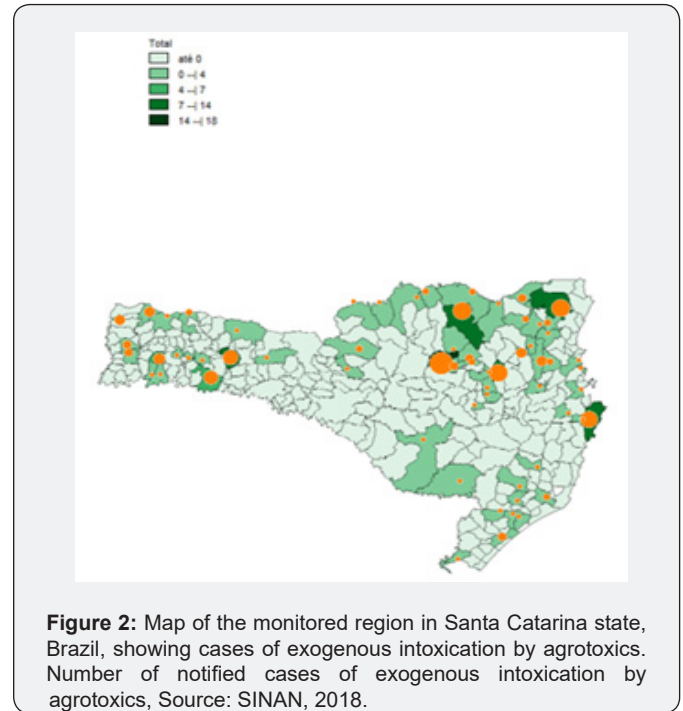 Total
até 0
0 --| 4
4 --| 7
7 --| 14
14 --| 18
Figure 2: Map of the monitored region in Santa Catarina state,
Brazil, showing cases of exogenous intoxication by agrotoxics.
Number of notified cases of exogenous intoxication by
agrotoxics, Source: SINAN, 2018.